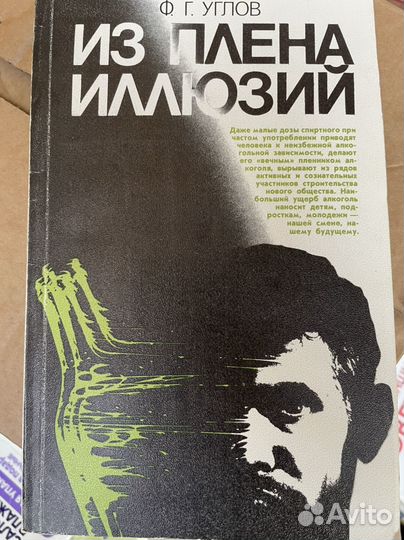 Ф. Г. УГЛОВ
ИЗ ПЛЕНА
ИЛЛЮЗИЙ
Даже малые дозы спиртного при
частом употреблении приводят
человека к неизбежной алко-
гольной зависимости, делают
его «вечным» пленником ал-
коголя, вырывают из рядов
активных и сознательных
участников строительства
нового общества. Наи-
больший ущерб алкоголь
наносит детям, под-
росткам, молодежи —
нашей смене, на-
шему будущему.
Avito